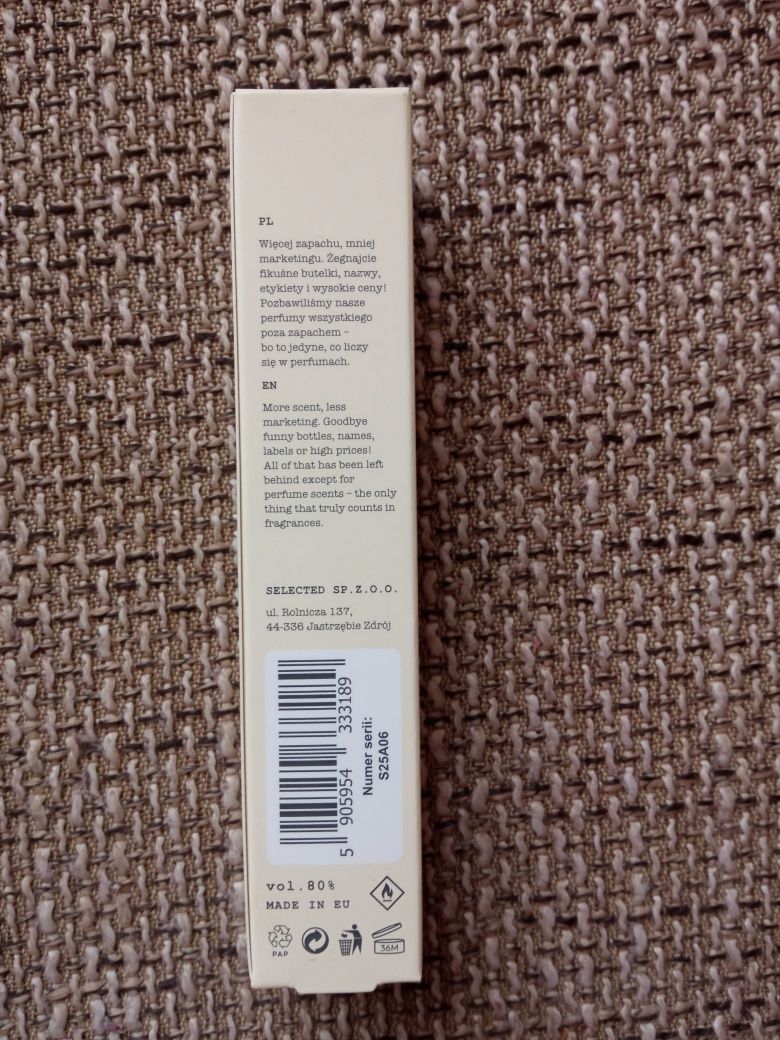 PL
Więcej zapachu, mniej
marketingu. Żegnajcie
fikuśne butelki, nazwy,
etykiety i wysokie ceny!
Pozbawiliśmy nasze
perfumy wszystkiego
poza zapachem –
bo to jedyne, co liczy
się w perfumach.
EN
More scent, less
marketing. Goodbye
funny bottles, names,
labels or high prices!
All of that has been left
behind except for
perfume scents – the only
thing that truly counts in
fragrances.
SELECTED SP.Z.O.O.
ul. Rolnicza 137,
44-336 Jastrzębie Zdrój
5 905954 333189
Numer serii:
S25A06
vol.80%
MADE IN EU
PAP
36M